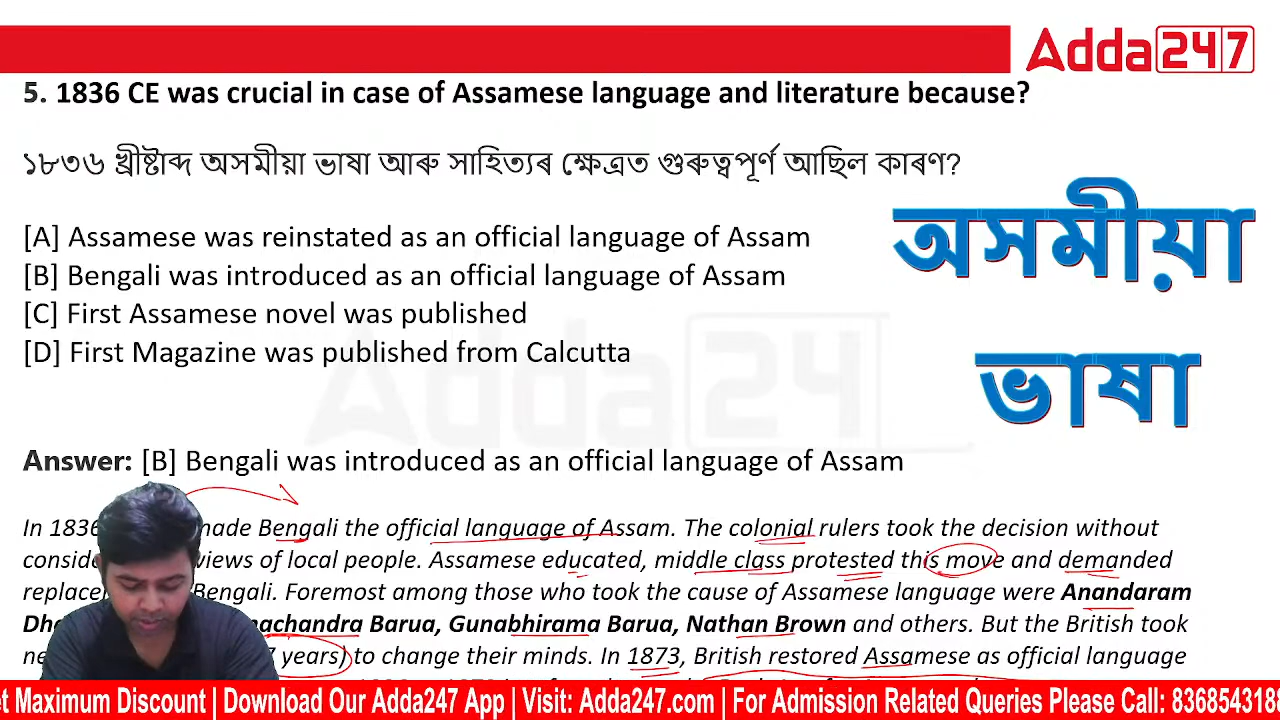 Adda247
5. 1836 CE was crucial in case of Assamese language and literature because?
১৮৩৬ খ্ৰীষ্টাব্দ অসমীয়া ভাষা আৰু সাহিত্যৰ ক্ষেত্ৰত গুৰুত্বপূৰ্ণ আছিল কাৰণ?
[A] Assamese was reinstated as an official language of Assam
[B] Bengali was introduced as an official language of Assam
[C] First Assamese novel was published
[D] First Magazine was published from Calcutta
অসমীয়া
ভাষা
Answer: [B] Bengali was introduced as an official language of Assam
In 1836 made Bengali the official language of Assam. The colonial rulers took the decision without
views of local people. Assamese educated, middle class protested this move and demanded
Bengali. Foremost among those who took the cause of Assamese language were Anandaram
Barua, Gunabhirama Barua, Nathan Brown and others. But the British took
7 years) to change their minds. In 1873, British restored Assamese as official language
et Maximum Discount | Download Our Adda247 App | Visit: Adda247.com | For Admission Related Queries Please Call: 836854318